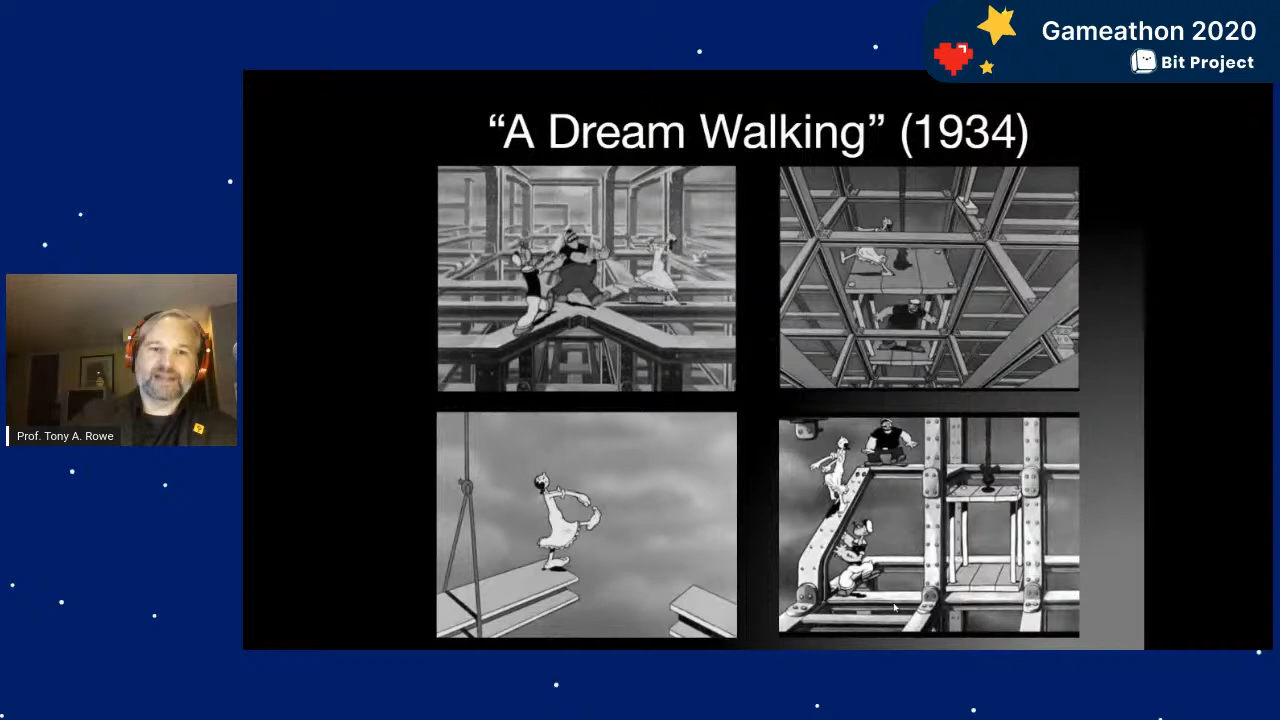 Gameathon 2020
Bit Project
“A Dream Walking” (1934)
Prof. Tony A. Rowe